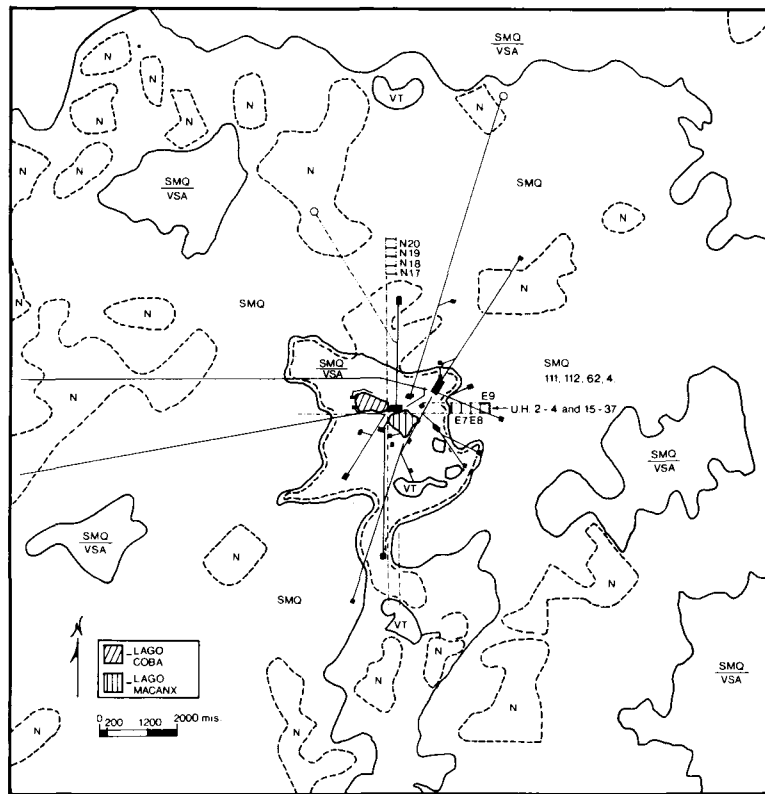 SMQ
VSA
N
N
N
N
N
N
N
VT
N
N
N
SMQ
VSA
SMQ
N
N20
N19
N18
N17
N
SMQ
N
N
SMQ
VSA
SMQ
111, 112, 62, 4.
E9
U.H. 2 - 4 and 15 - 37
E7 E8
SMQ
VSA
VT
SMQ
VSA
N
N
SMQ
VT
N
N
N
SMQ
VSA
N
N
N
LAGO
COBA
LAGO
MACANX
0 200 1200 2000 mts.